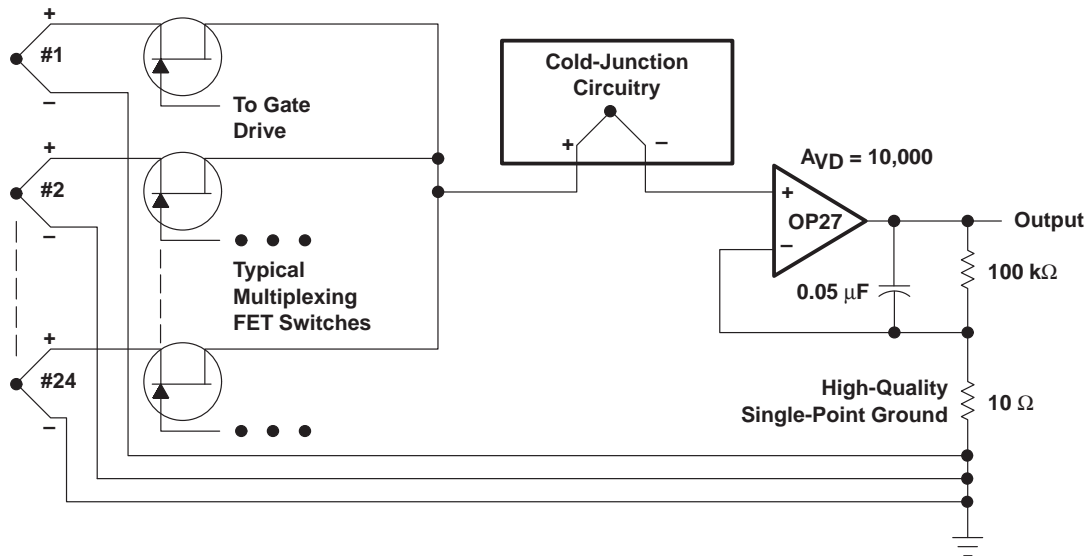 +
#1
−
To Gate
Drive
+
#2
−
Typical
Multiplexing
FET Switches
+
#24
−
Cold-Junction
Circuitry
+ −
AVD = 10,000
+
OP27
−
Output
0.05 μF
100 kΩ
High-Quality
Single-Point Ground
10 Ω